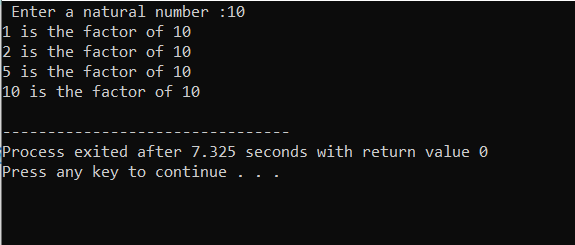 Enter a natural number :10
1 is the factor of 10
2 is the factor of 10
5 is the factor of 10
10 is the factor of 10
--------------------------------
Process exited after 7.325 seconds with return value 0
Press any key to continue . . .